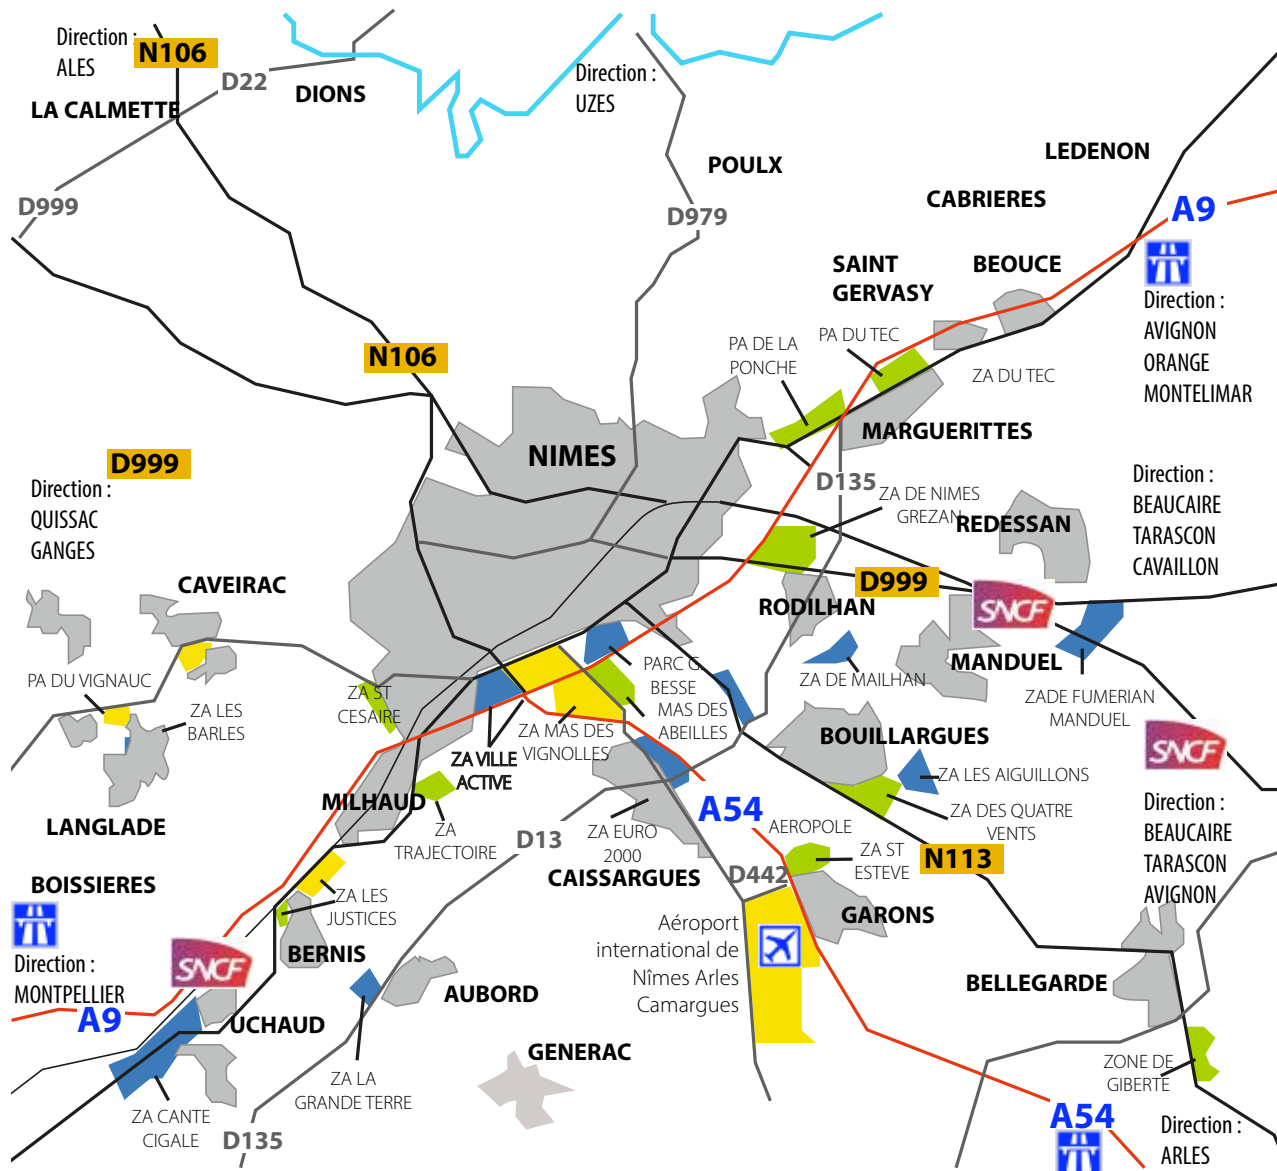 Direction :
ALES
N106
D22
DIONS
LA CALMETTE
Direction :
UZES
POULX
LEDENON
CABRIERES
D999
D979
A9
SAINT
GERVASY
BEOUCE
Direction :
AVIGNON
ORANGE
MONTELIMAR
PA DU TEC
PA DE LA
PONCHE
N106
ZA DU TEC
MARGUERITTES
NIMES
D999
Direction :
QUISSAC
GANGES
D135
ZA DE NIMES
GREZAN
REDESSAN
Direction :
BEAUCAIRE
TARASCON
CAVAILLON
CAVEIRAC
D999
RODILHAN
SNCF
MANDUEL
PARC G.
BESSE
MAS DES
ABEILLES
ZA DE MAILHAN
ZADE FUMERIAN
MANDUEL
PA DU VIGNAUC
ZA LES
BARLES
ZA ST
CESAIRE
ZA MAS DES
VIGNOLLES
ZA VILLE
ACTIVE
BOUILLARGUES
SNCF
ZA LES AIGUILLONS
ZA DES QUATRE
VENTS
MILHAUD
LANGLADE
ZA
TRAJECTOIRE
D13
ZA EURO
2000
A54
AEROPOLE
ZA ST
ESTEVE
N113
Direction :
BEAUCAIRE
TARASCON
AVIGNON
BOISSIERES
CAISSARGUES
D442
ZA LES
JUSTICES
GARONS
Aéroport
international de
Nîmes Arles
Camargues
BERNIS
SNCF
Direction :
MONTPELLIER
A9
AUBORD
BELLEGARDE
UCHAUD
GENERAC
ZA LA
GRANDE TERRE
ZONE DE
GIBERTE
ZA CANTE
CIGALE
D135
A54
Direction :
ARLES